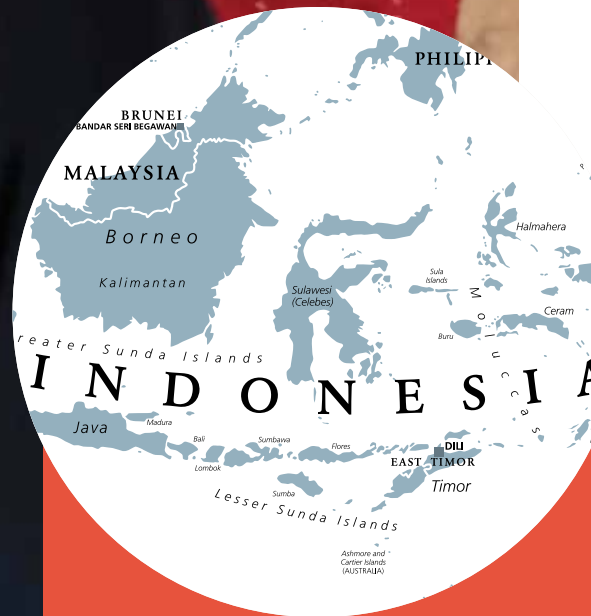 PHILIPP
BRUNEI
BANDAR SERI BEGAWAN
MALAYSIA
Borneo
Kalimantan
Halmahera
Sula
Islands
Sulawesi
(Celebes)
Moluccas
Ceram
Buru
reater Sunda Islands
INDONESIA
Java
Madura
Bali
Lombok
Sumbawa
Flores
Sumba
DILI
EAST TIMOR
Timor
Lesser Sunda Islands
Ashmore and
Cartier Islands
(AUSTRALIA)